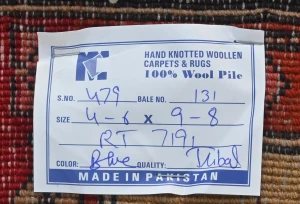 HAND KNOTTED WOOLLEN
CARPETS & RUGS
100% Wool Pile
S.NO. 479 BALE NO. 131
SIZE 4-6 x 9-8
RT 7191
COLOR: Blue QUALITY: Tribal
MADE IN PAKISTAN